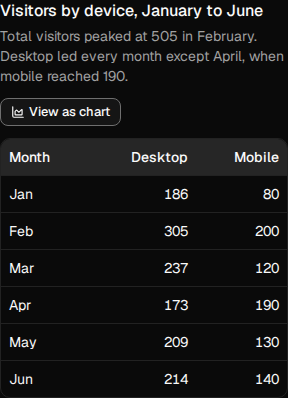 Visitors by device, January to June
Total visitors peaked at 505 in February.
Desktop led every month except April, when
mobile reached 190.
View as chart
Month Desktop Mobile
Jan 186 80
Feb 305 200
Mar 237 120
Apr 173 190
May 209 130
Jun 214 140